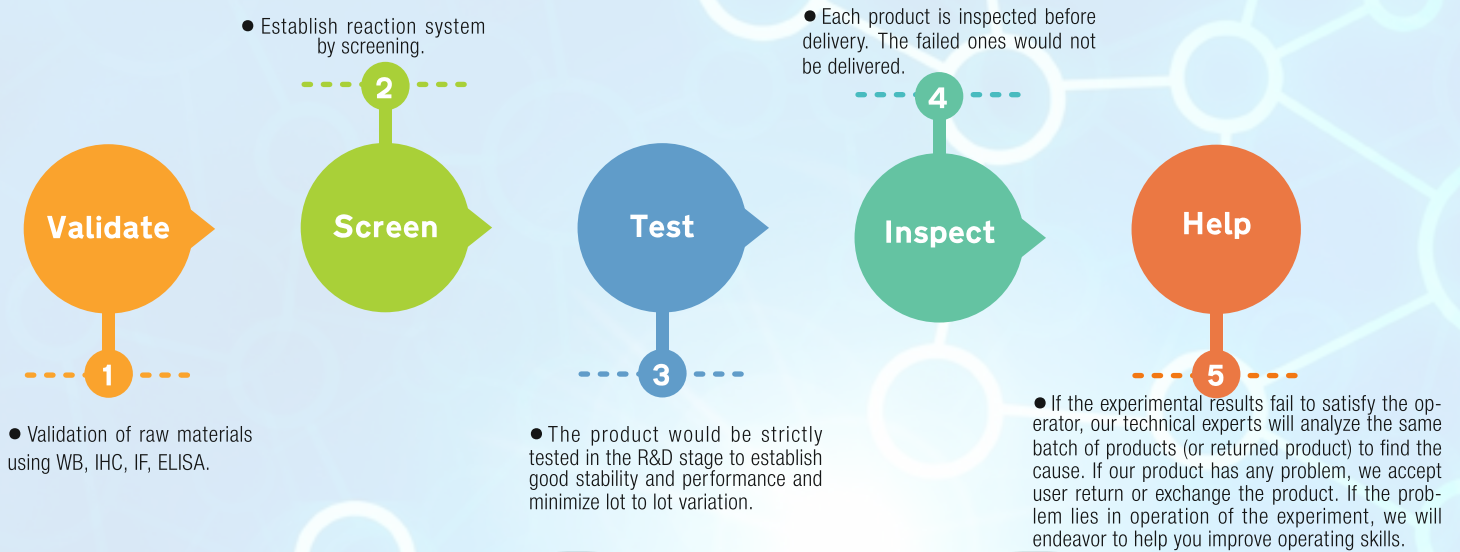 Validate
1
● Validation of raw materials
using WB, IHC, IF, ELISA.
● Establish reaction system
by screening.
2
Screen
Test
3
● The product would be strictly
tested in the R&D stage to establish
good stability and performance and
minimize lot to lot variation.
● Each product is inspected before
delivery. The failed ones would not
be delivered.
4
Inspect
Help
5
● If the experimental results fail to satisfy the op-
erator, our technical experts will analyze the same
batch of products (or returned product) to find the
cause. If our product has any problem, we accept
user return or exchange the product. If the prob-
lem lies in operation of the experiment, we will
endeavor to help you improve operating skills.